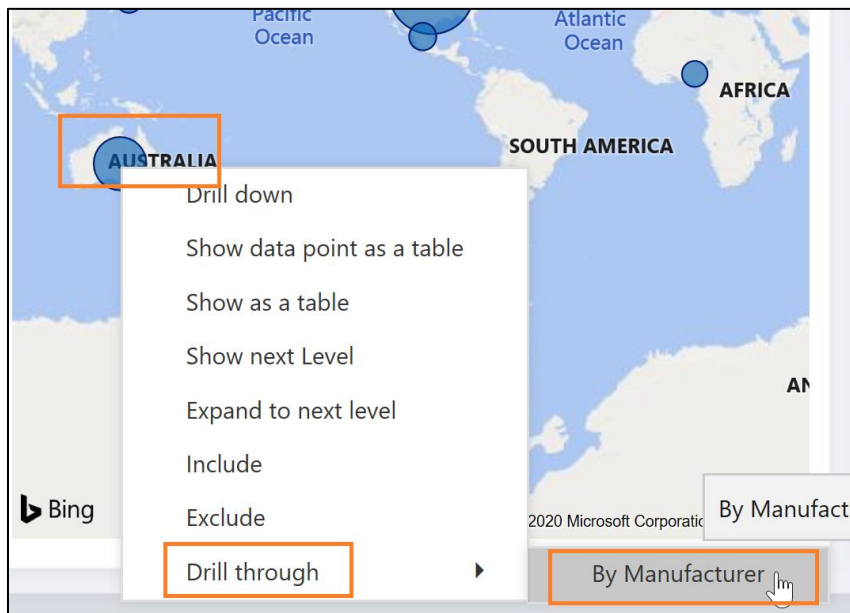 Pacific
Ocean
Atlantic
Ocean
AFRICA
SOUTH AMERICA
AUSTRALIA
Drill down
Show data point as a table
Show as a table
Show next Level
Expand to next level
AN
Include
Bing
Exclude
2020 Microsoft Corporatic
By Manufact
Drill through
By Manufacturer